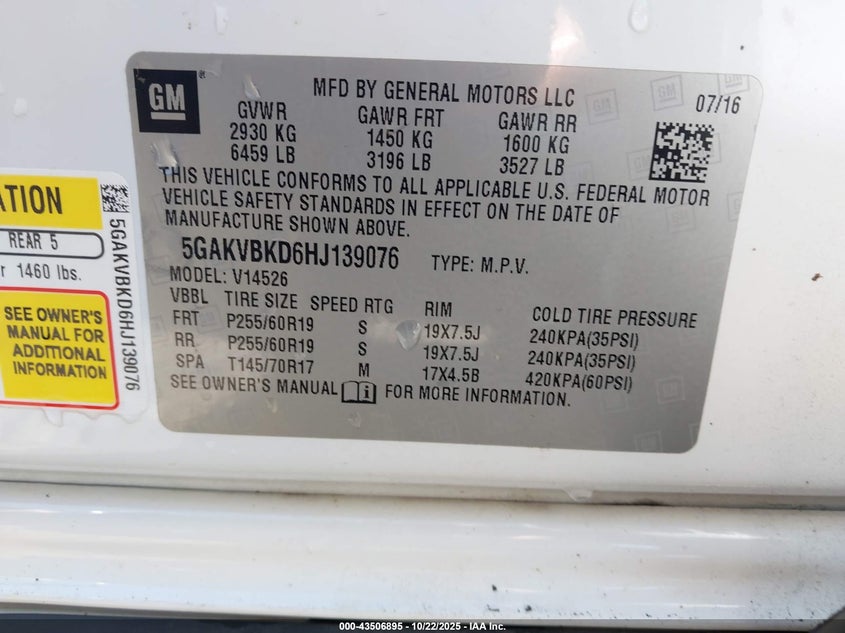 GM
MFD BY GENERAL MOTORS LLC
07/16
GVWR GAWR FRT GAWR RR
2930 KG 1450 KG 1600 KG
6459 LB 3196 LB 3527 LB
THIS VEHICLE CONFORMS TO ALL APPLICABLE U.S. FEDERAL MOTOR
VEHICLE SAFETY STANDARDS IN EFFECT ON THE DATE OF
MANUFACTURE SHOWN ABOVE.
5GAKVBKD6HJ139076 TYPE: M.P.V.
MODEL: V14526
VBBL TIRE SIZE SPEED RTG RIM COLD TIRE PRESSURE
FRT P255/60R19 S 19X7.5J 240KPA(35PSI)
RR P255/60R19 S 19X7.5J 240KPA(35PSI)
SPA T145/70R17 M 17X4.5B 420KPA(60PSI)
SEE OWNER'S MANUAL FOR MORE INFORMATION.
ATION
REAR 5
r 1460 lbs.
SEE OWNER'S
MANUAL FOR
ADDITIONAL
INFORMATION
5GAKVBKD6HJ139076
000-43506895 - 10/22/2025 - IAA Inc.